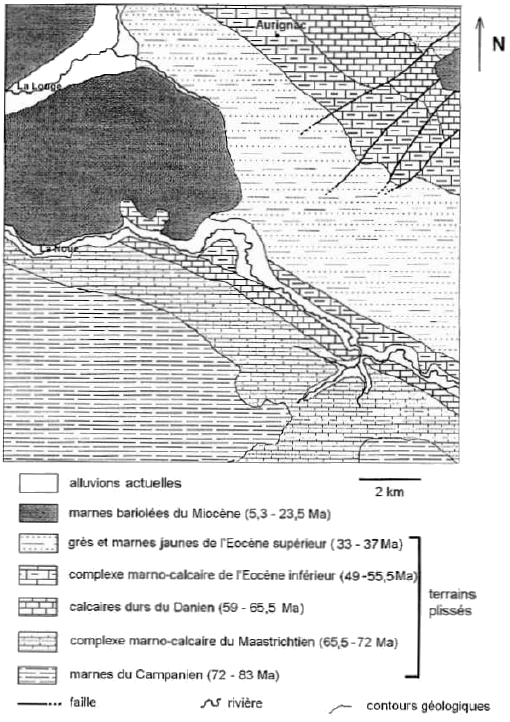 Aurignac
N
La Louge
La Noue
alluvions actuelles
2 km
marnes bariolées du Miocène (5,3 - 23,5 Ma)
grès et marnes jaunes de l'Eocène supérieur (33 - 37Ma)
complexe marno-calcaire de l'Eocène inférieur (49 -55,5Ma)
terrains
plissés
calcaires durs du Danien (59 - 65,5 Ma)
complexe marno-calcaire du Maastrichtien (65,5 -72 Ma)
marnes du Campanien (72 - 83 Ma)
faille
rivière
contours géologiques